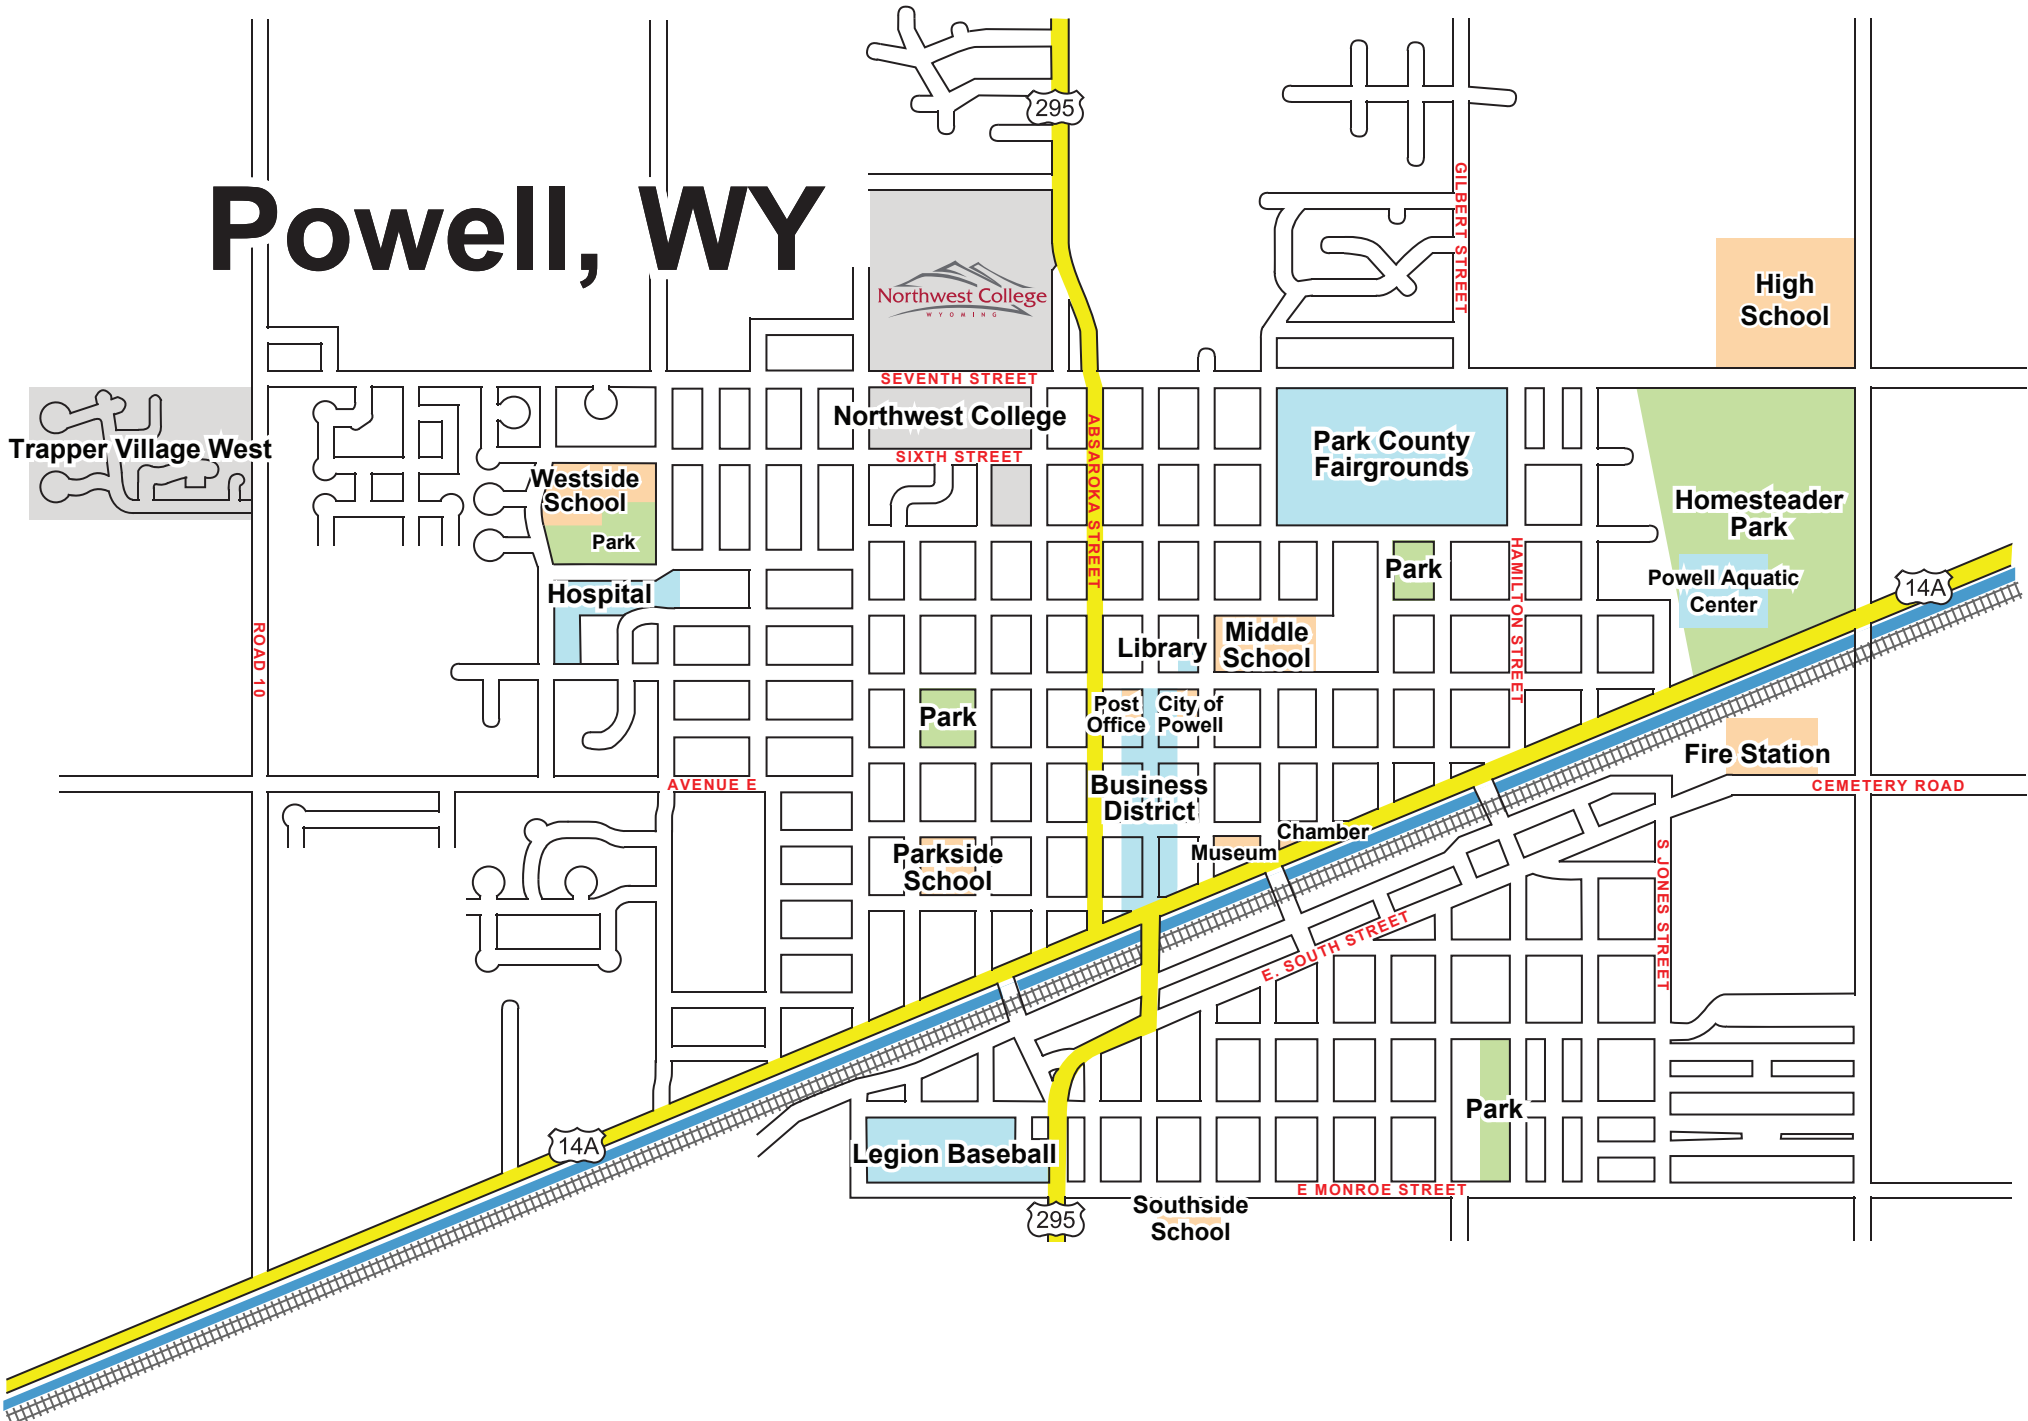 295
GILBERT STREET
Powell, WY
High
School
Northwest College
WYOMING
SEVENTH STREET
Northwest College
ABSAROKA STREET
SIXTH STREET
Park County
Fairgrounds
Trapper Village West
Westside
School
Park
Homesteader
Park
Powell Aquatic
Center
14A
Hospital
Park
HAMILTON STREET
ROAD 10
Library
Middle
School
Park
Post
Office
City of
Powell
Fire Station
AVENUE E
CEMETERY ROAD
Business
District
Chamber
Museum
Parkside
School
S JONES STREET
E. SOUTH STREET
Park
14A
Legion Baseball
E MONROE STREET
295
Southside
School